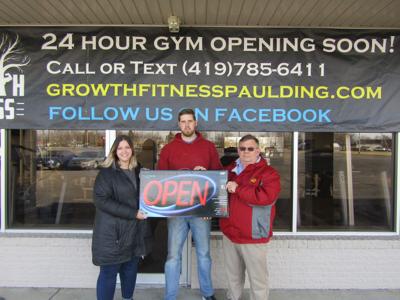 24 HOUR GYM OPENING SOON!
CALL OR TEXT (419)785-6411
GROWTHFITNESSPAULDING.COM
FOLLOW US ON FACEBOOK
OPEN